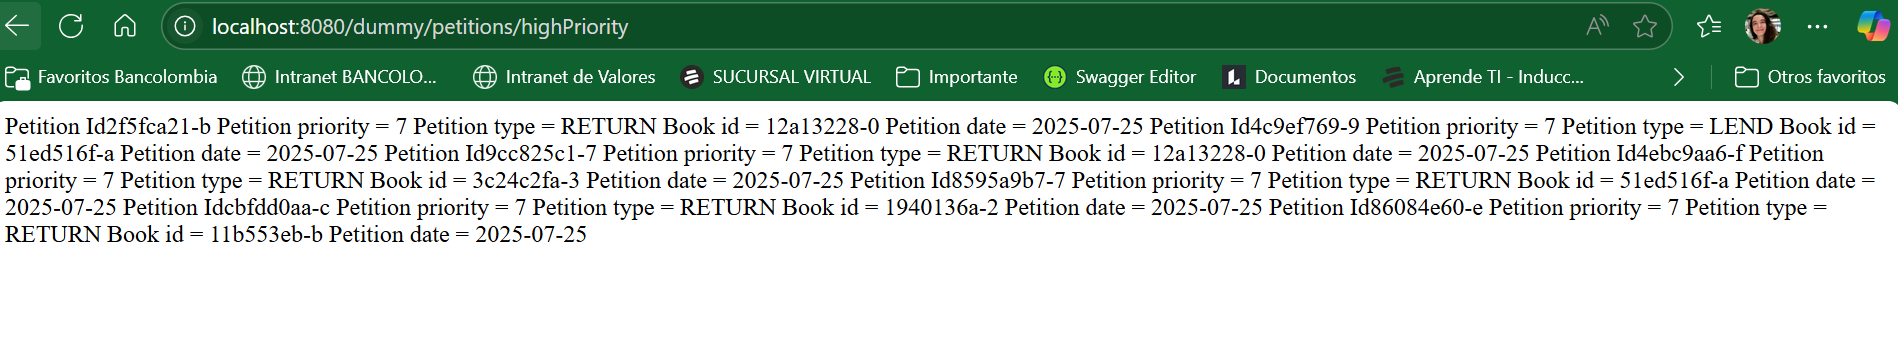 localhost:8080/dummy/petitions/highPriority
Favoritos Bancolombia Intranet BANCOLO... Intranet de Valores SUCURSAL VIRTUAL Importante Swagger Editor Documentos Aprende TI - Inducc... Otros favoritos
Petition Id2f5fca21-b Petition priority = 7 Petition type = RETURN Book id = 12a13228-0 Petition date = 2025-07-25 Petition Id4c9ef769-9 Petition priority = 7 Petition type = LEND Book id =
51ed516f-a Petition date = 2025-07-25 Petition Id9cc825c1-7 Petition priority = 7 Petition type = RETURN Book id = 12a13228-0 Petition date = 2025-07-25 Petition Id4ebc9aa6-f Petition
priority = 7 Petition type = RETURN Book id = 3c24c2fa-3 Petition date = 2025-07-25 Petition Id8595a9b7-7 Petition priority = 7 Petition type = RETURN Book id = 51ed516f-a Petition date =
2025-07-25 Petition Idcbfdd0aa-c Petition priority = 7 Petition type = RETURN Book id = 1940136a-2 Petition date = 2025-07-25 Petition Id86084e60-e Petition priority = 7 Petition type =
RETURN Book id = 11b553eb-b Petition date = 2025-07-25